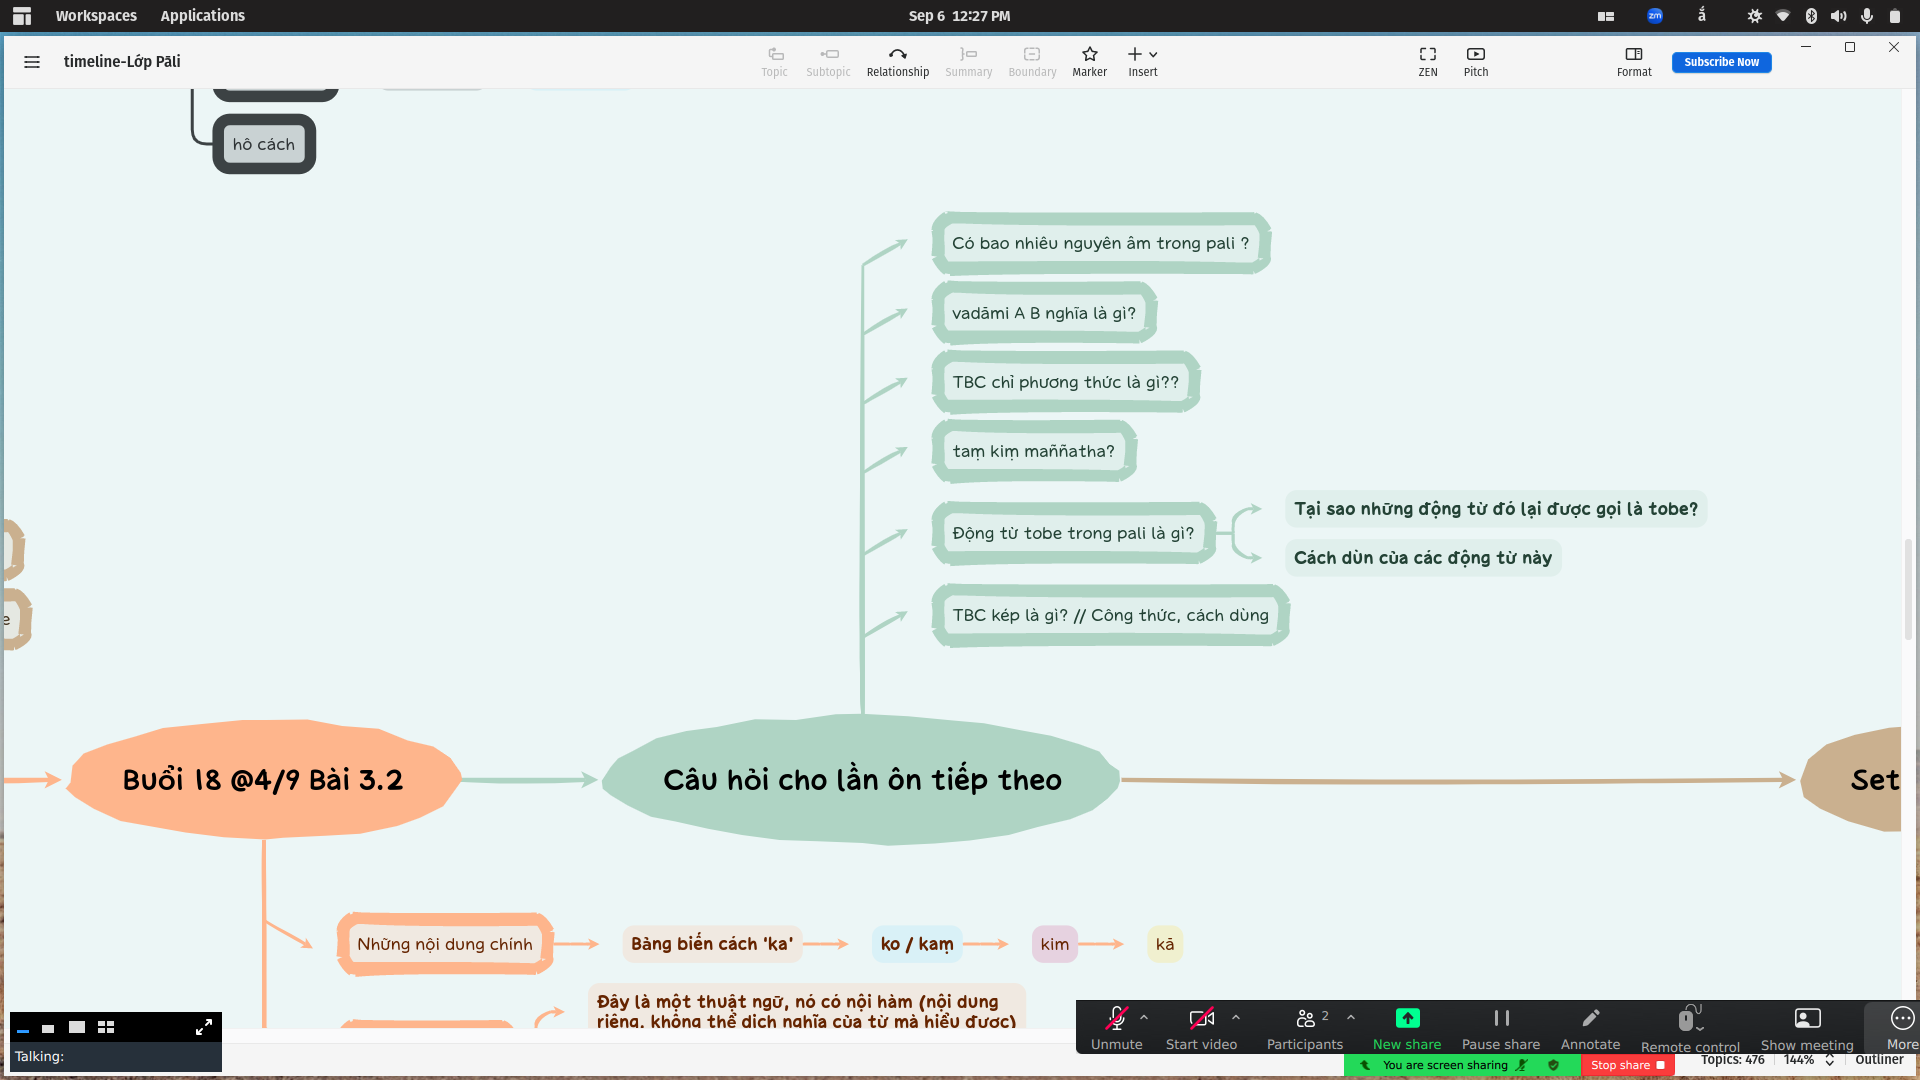 Workspaces
Applications
Sep 6 12:27 PM
zm
ắ
timeline-Lớp Pāli
Topic
Subtopic
Relationship
Summary
Boundary
Marker
Insert
ZEN
Pitch
Format
Subscribe Now
hô cách
Có bao nhiêu nguyên âm trong pali ?
vadāmi A B nghĩa là gì?
TBC chỉ phương thức là gì??
taṃ kiṃ maññatha?
Động từ tobe trong pali là gì?
Tại sao những động từ đó lại được gọi là tobe?
Cách dùn của các động từ này
TBC kép là gì? // Công thức, cách dùng
e
Buổi 18 @4/9 Bài 3.2
Câu hỏi cho lần ôn tiếp theo
Set
Những nội dung chính
Bảng biến cách 'ka'
ko / kaṃ
kim
kā
Đây là một thuật ngữ, nó có nội hàm (nội dung
riêng, không thể dịch nghĩa của từ mà hiểu được)
Talking:
Unmute
Start video
Participants
2
New share
Pause share
Annotate
Remote control
Show meeting
More
You are screen sharing
Stop share
Topics: 476
144%
Outliner